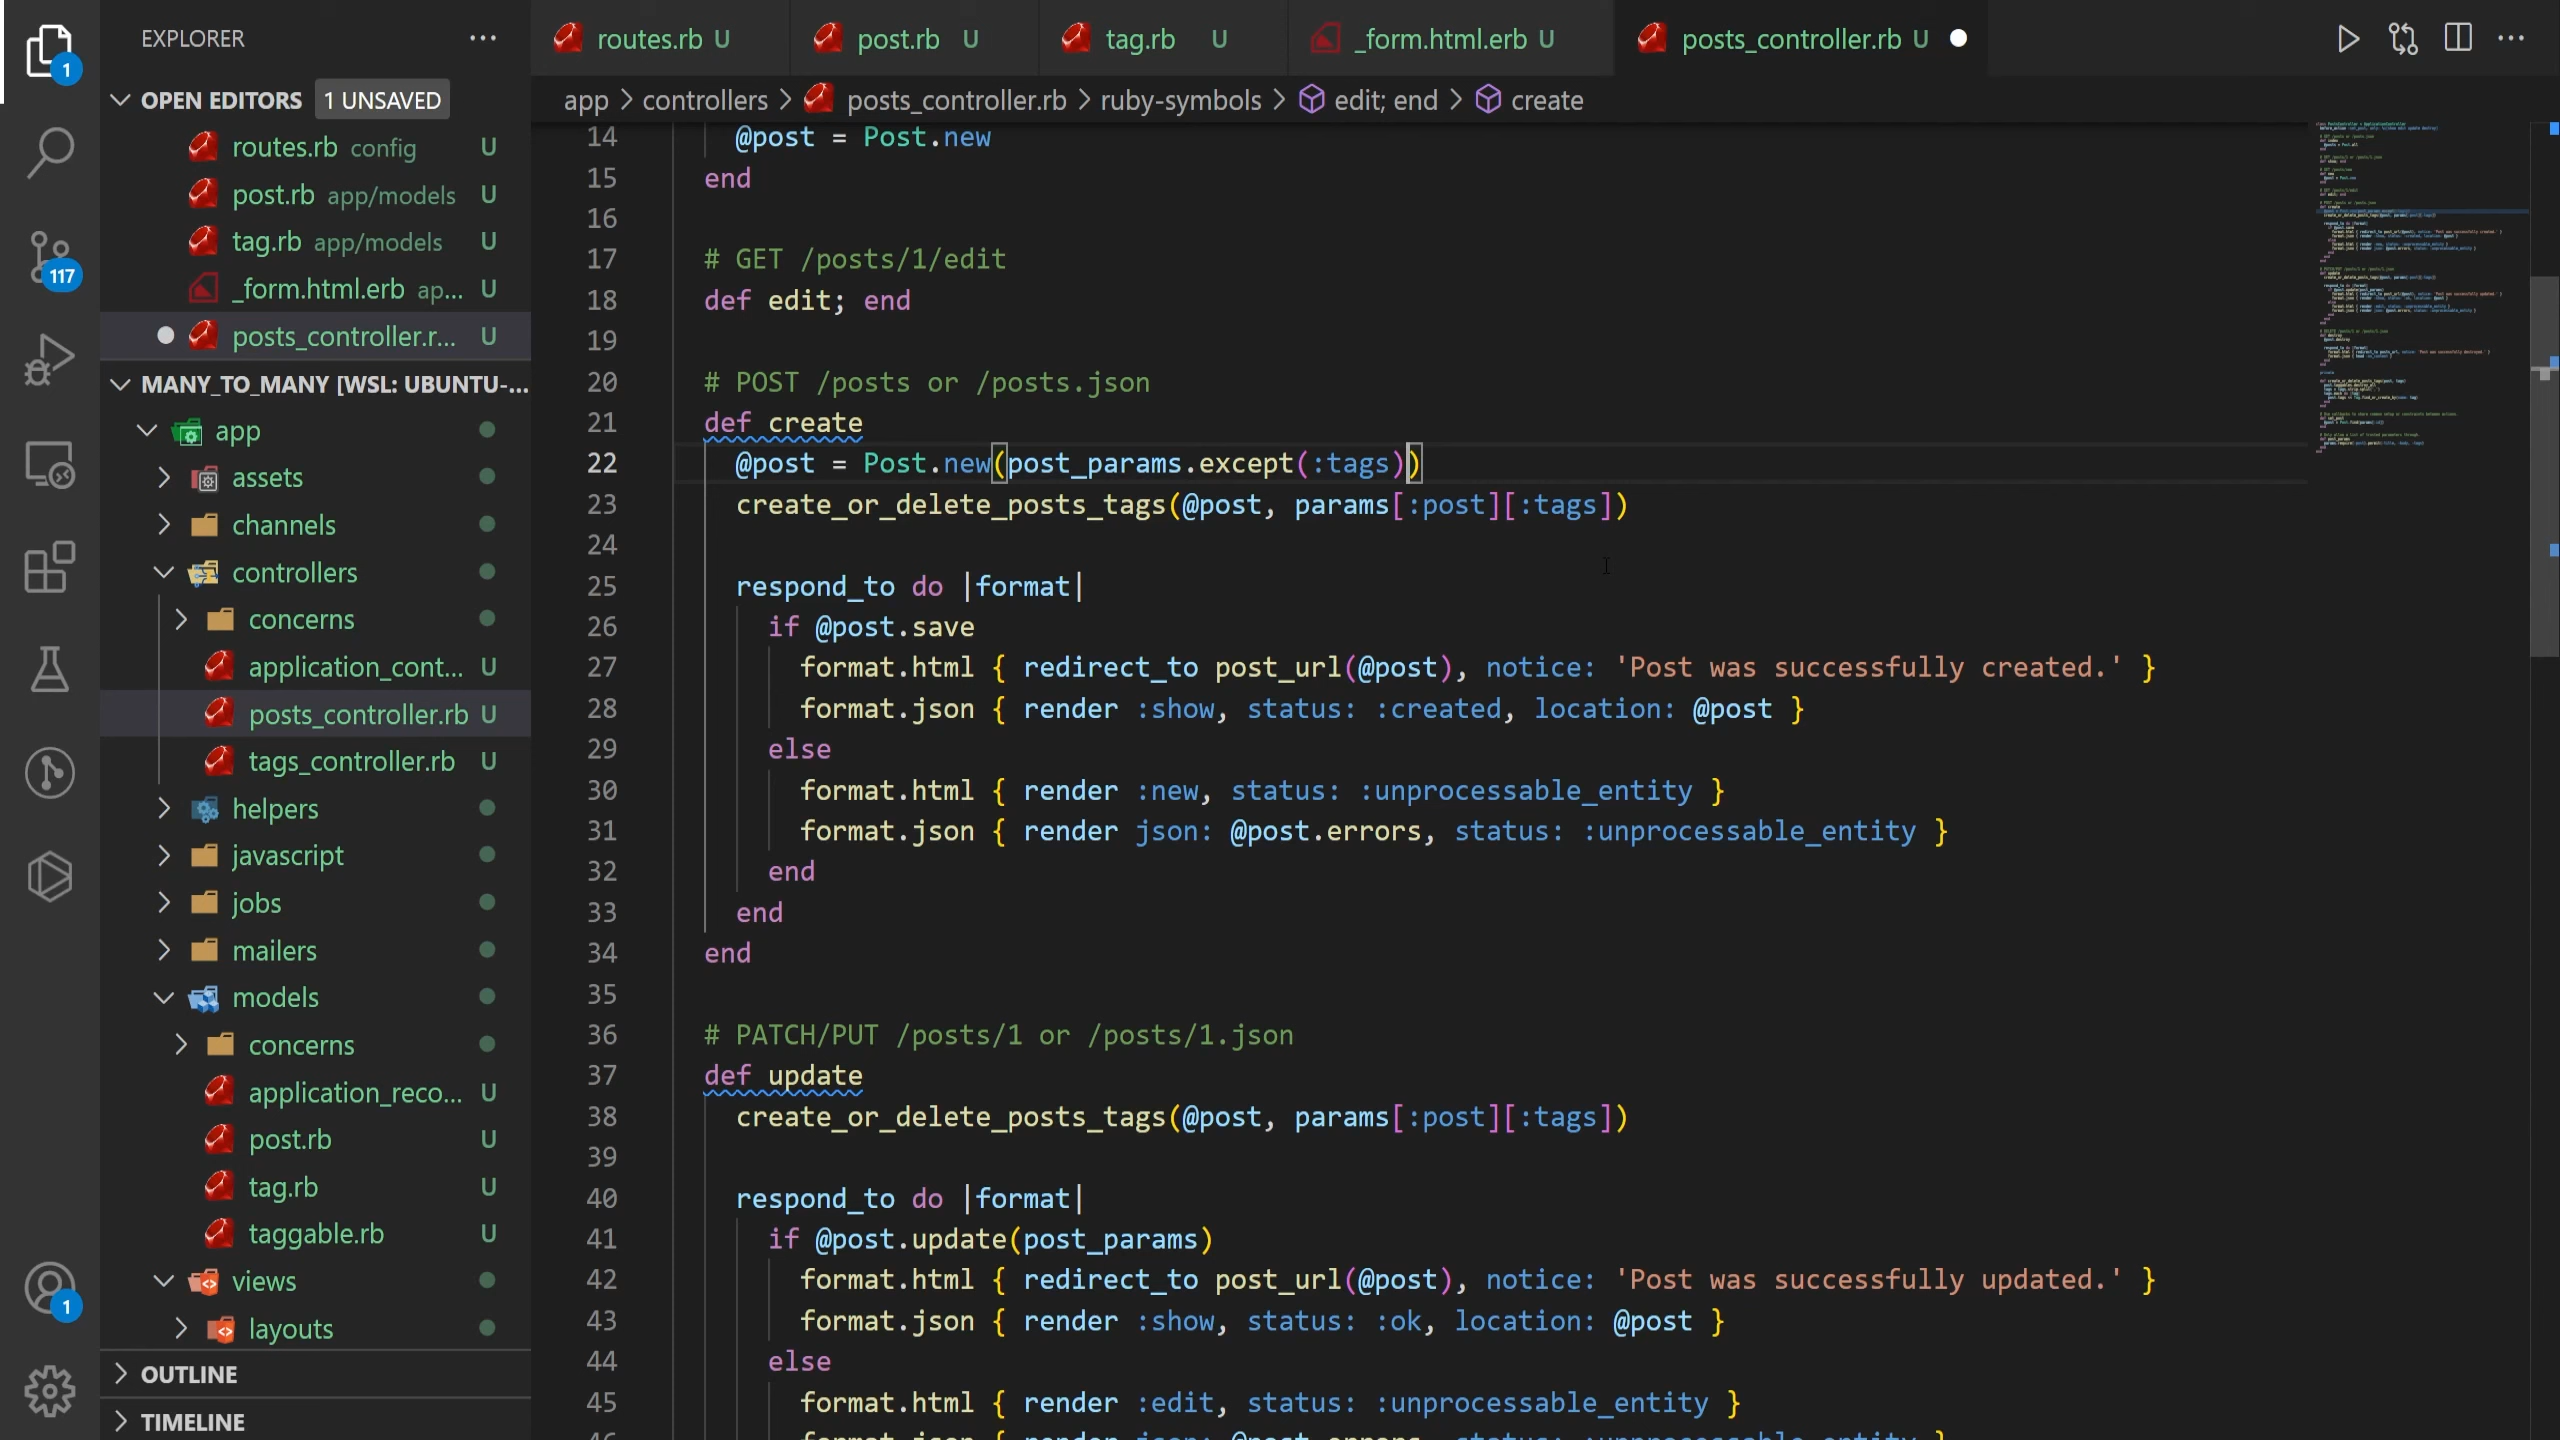 EXPLORER
OPEN EDITORS 1 UNSAVED
routes.rb config U
post.rb app/models U
tag.rb app/models U
_form.html.erb ap... U
posts_controller.r... U
MANY_TO_MANY [WSL: UBUNTU-...
app
assets
channels
controllers
concerns
application_cont... U
posts_controller.rb U
tags_controller.rb U
helpers
javascript
jobs
mailers
models
concerns
application_reco... U
post.rb U
tag.rb U
taggable.rb U
views
layouts
OUTLINE
TIMELINE
1
117
1
routes.rb U post.rb U tag.rb U _form.html.erb U posts_controller.rb U
app > controllers > posts_controller.rb > ruby-symbols > edit; end > create
14 @post = Post.new
15 end
16
17 # GET /posts/1/edit
18 def edit; end
19
20 # POST /posts or /posts.json
21 def create
22 @post = Post.new(post_params.except(:tags))
23 create_or_delete_posts_tags(@post, params[:post][:tags])
24
25 respond_to do |format|
26 if @post.save
27 format.html { redirect_to post_url(@post), notice: 'Post was successfully created.' }
28 format.json { render :show, status: :created, location: @post }
29 else
30 format.html { render :new, status: :unprocessable_entity }
31 format.json { render json: @post.errors, status: :unprocessable_entity }
32 end
33 end
34 end
35
36 # PATCH/PUT /posts/1 or /posts/1.json
37 def update
38 create_or_delete_posts_tags(@post, params[:post][:tags])
39
40 respond_to do |format|
41 if @post.update(post_params)
42 format.html { redirect_to post_url(@post), notice: 'Post was successfully updated.' }
43 format.json { render :show, status: :ok, location: @post }
44 else
45 format.html { render :edit, status: :unprocessable_entity }
46 format.json { render json: @post.errors, status: :unprocessable_entity }